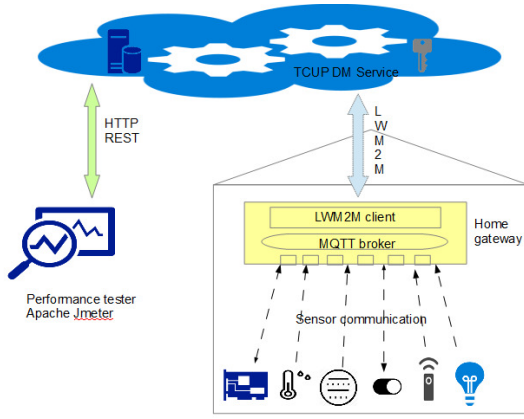 TCUP DM Service
HTTP
REST
L
W
M
2
M
LWM2M client
MQTT broker
Home
gateway
Performance tester
Apache Jmeter
Sensor communication